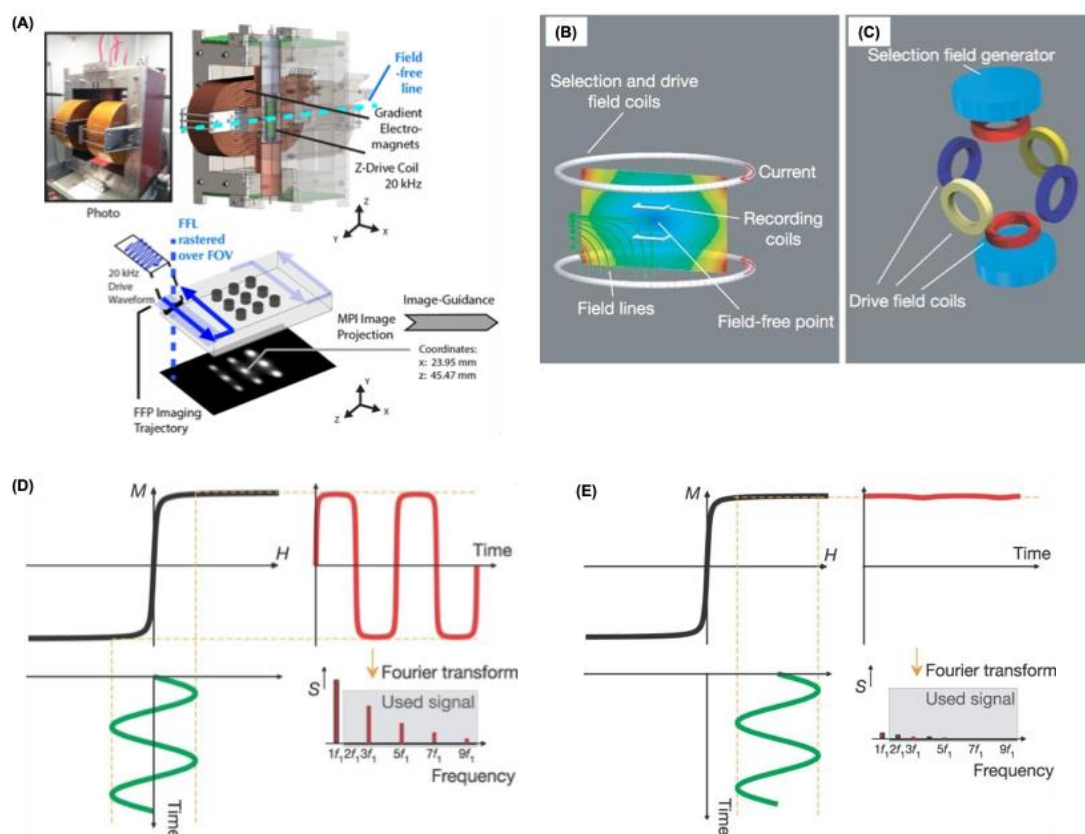 (A)
Field
-free
line
Gradient
Electro-
magnets
Z-Drive Coil
20 kHz
Photo
Z
Y
X
FFL
rastered
over FOV
20 kHz
Drive
Waveform
MPI Image
Projection
Image-Guidance
Coordinates:
x: 23.95 mm
z: 45.47 mm
FFP Imaging
Trajectory
Y
Z
X
(B)
Selection and drive
field coils
Current
Recording
coils
Field lines
Field-free point
(C)
Selection field generator
Drive field coils
(D)
M
H
Time
Fourier transform
S
Used signal
1f₁ 2f₁ 3f₁ 5f₁ 7f₁ 9f₁
Frequency
Time
(E)
M
H
Time
Fourier transform
S
Used signal
1f₁ 2f₁ 3f₁ 5f₁ 7f₁ 9f₁
Frequency
Time